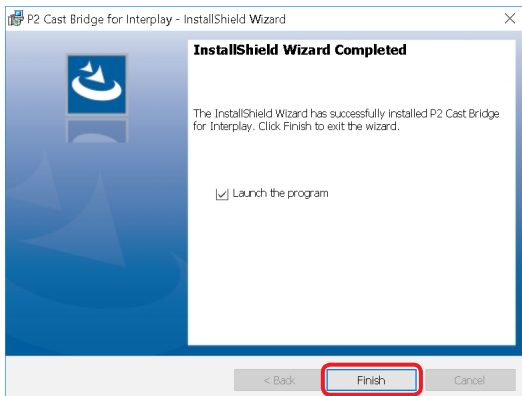 P2 Cast Bridge for Interplay - InstallShield Wizard
InstallShield Wizard Completed
The InstallShield Wizard has successfully installed P2 Cast Bridge
for Interplay. Click Finish to exit the wizard.
Launch the program
< Back
Finish
Cancel